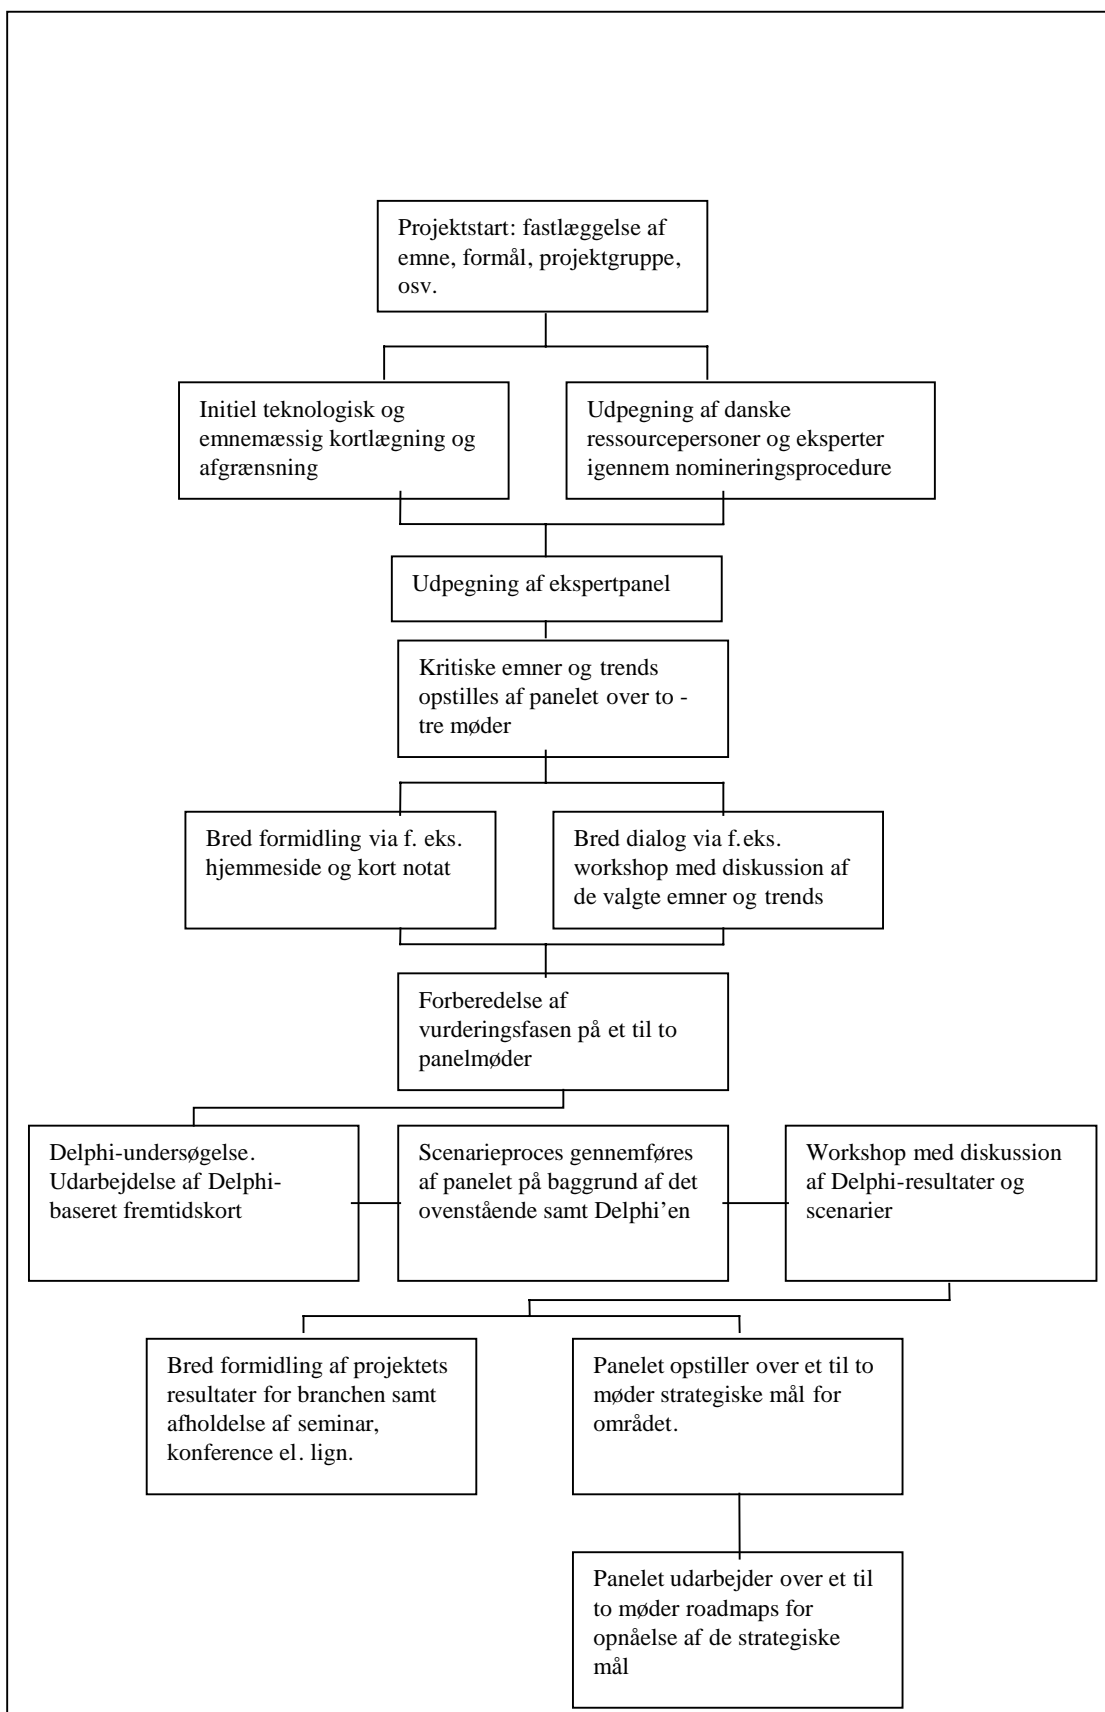 Projektstart: fastlæggelse af
emne, formål, projektgruppe,
osv.
Initiel teknologisk og
emnemæssig kortlægning og
afgrænsning
Udpegning af danske
ressourcepersoner og eksperter
igennem nomineringsprocedure
Udpegning af ekspertpanel
Kritiske emner og trends
opstilles af panelet over to -
tre møder
Bred formidling via f. eks.
hjemmeside og kort notat
Bred dialog via f.eks.
workshop med diskussion af
de valgte emner og trends
Forberedelse af
vurderingsfasen på et til to
panelmøder
Delphi-undersøgelse.
Udarbejdelse af Delphi-
baseret fremtidskort
Scenarieproces gennemføres
af panelet på baggrund af det
ovenstående samt Delphi’en
Workshop med diskussion
af Delphi-resultater og
scenarier
Bred formidling af projektets
resultater for branchen samt
afholdelse af seminar,
konference el. lign.
Panelet opstiller over et til to
møder strategiske mål for
området.
Panelet udarbejder over et til
to møder roadmaps for
opnåelse af de strategiske
mål